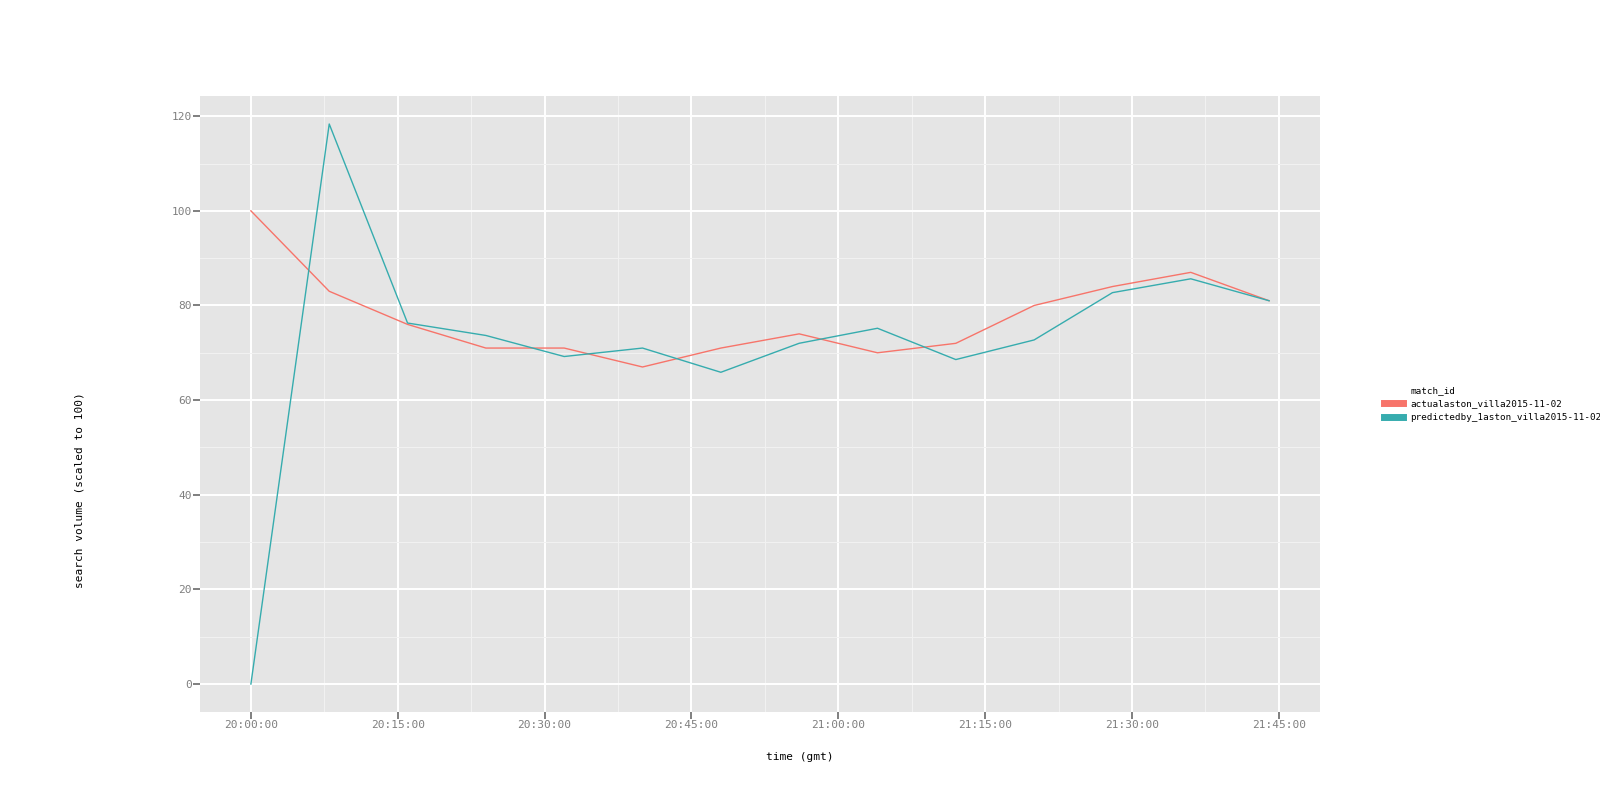 120
100
80
60
40
20
0
search volume (scaled to 100)
20:00:00 20:15:00 20:30:00 20:45:00 21:00:00 21:15:00 21:30:00 21:45:00
time (gmt)
match_id
actualaston_villa2015-11-02
predictedby_1aston_villa2015-11-02